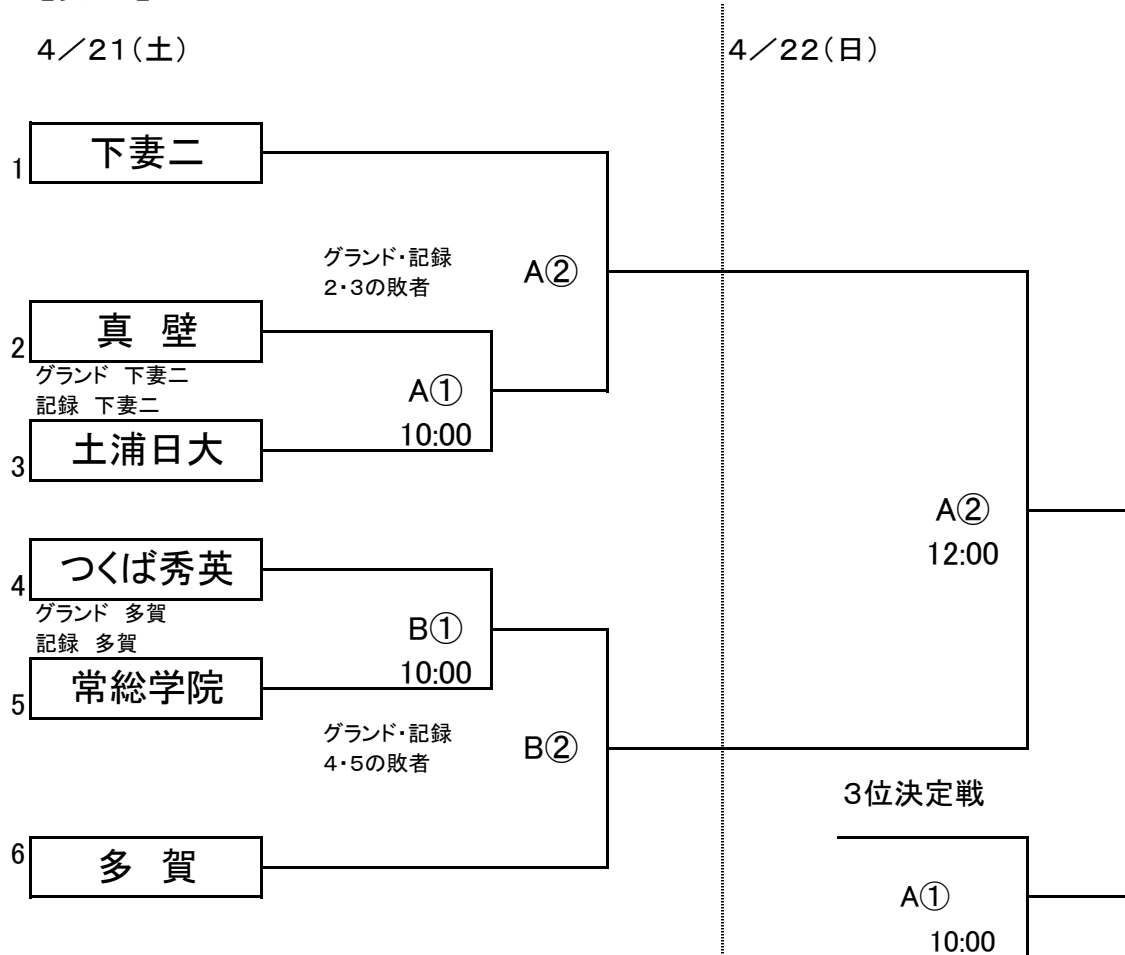 4／21(土)
4／22(日)
1
下妻二
グランド・記録
2・3の敗者
A②
2
真　壁
グランド　下妻二
記録　下妻二
A①
10:00
3
土浦日大
A②
12:00
4
つくば秀英
グランド　多賀
記録　多賀
B①
10:00
5
常総学院
グランド・記録
4・5の敗者
B②
3位決定戦
6
多　賀
A①
10:00